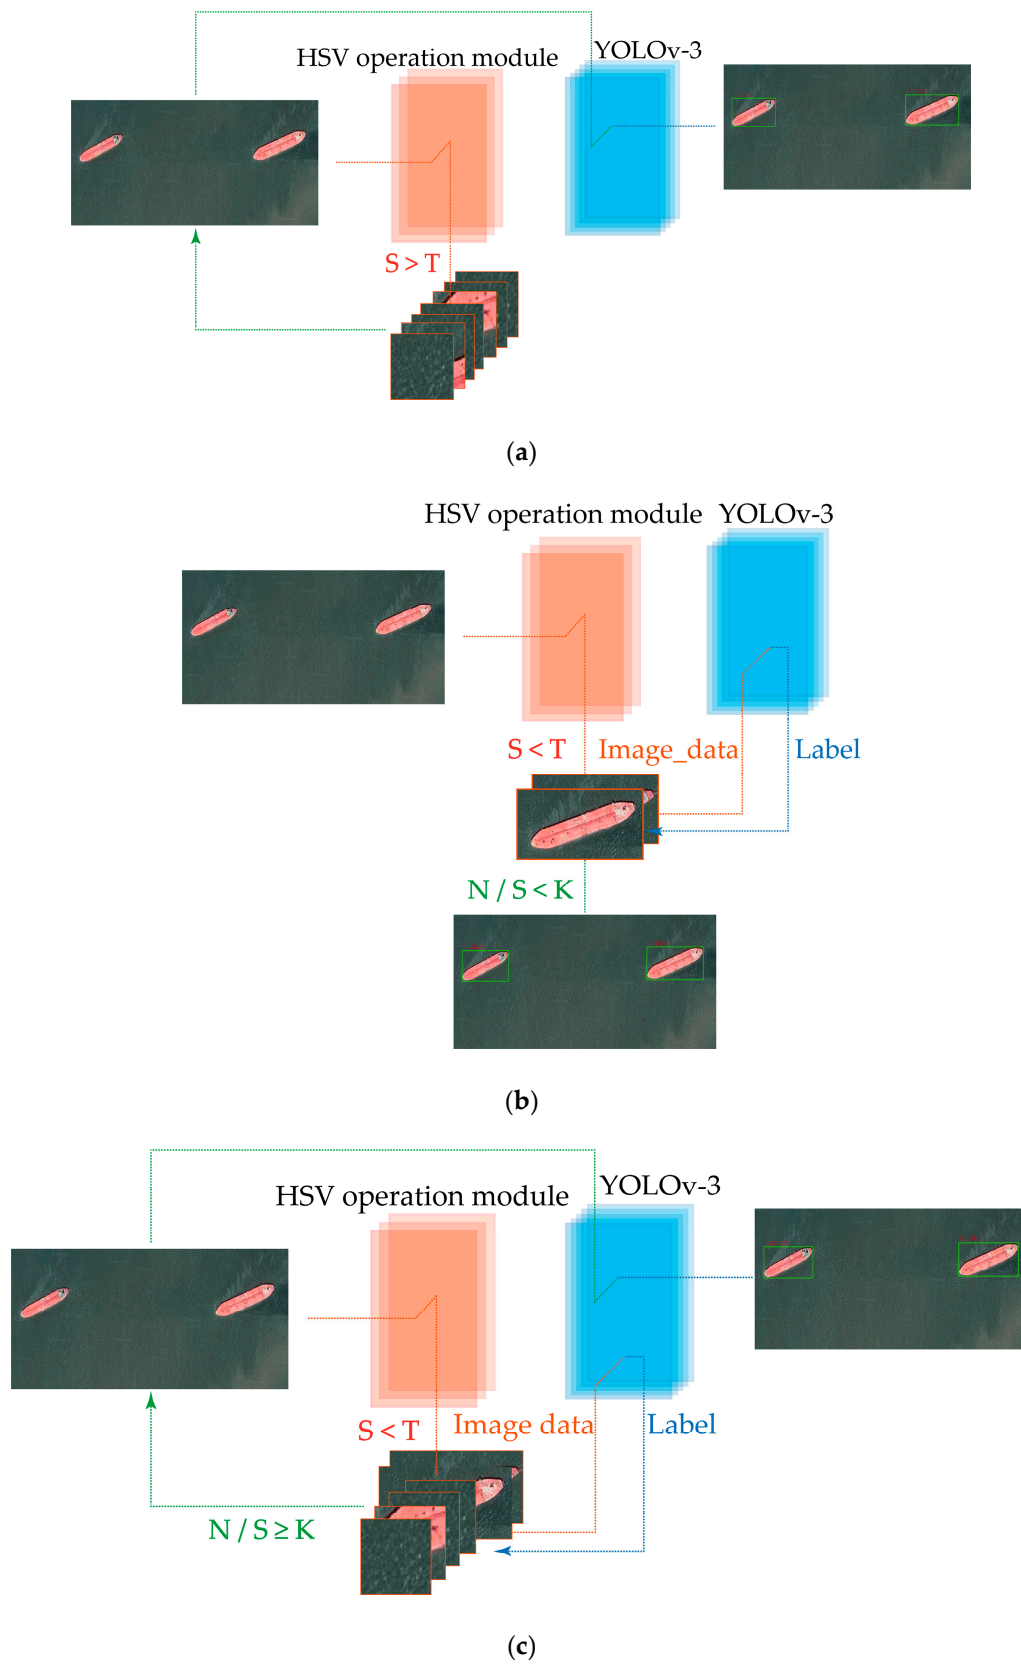 HSV operation module
YOLOv-3
S > T
(a)
HSV operation module
YOLOv-3
S < T
Image_data
Label
N / S < K
(b)
HSV operation module
YOLOv-3
S < T
Image data
Label
N / S ≥ K
(c)